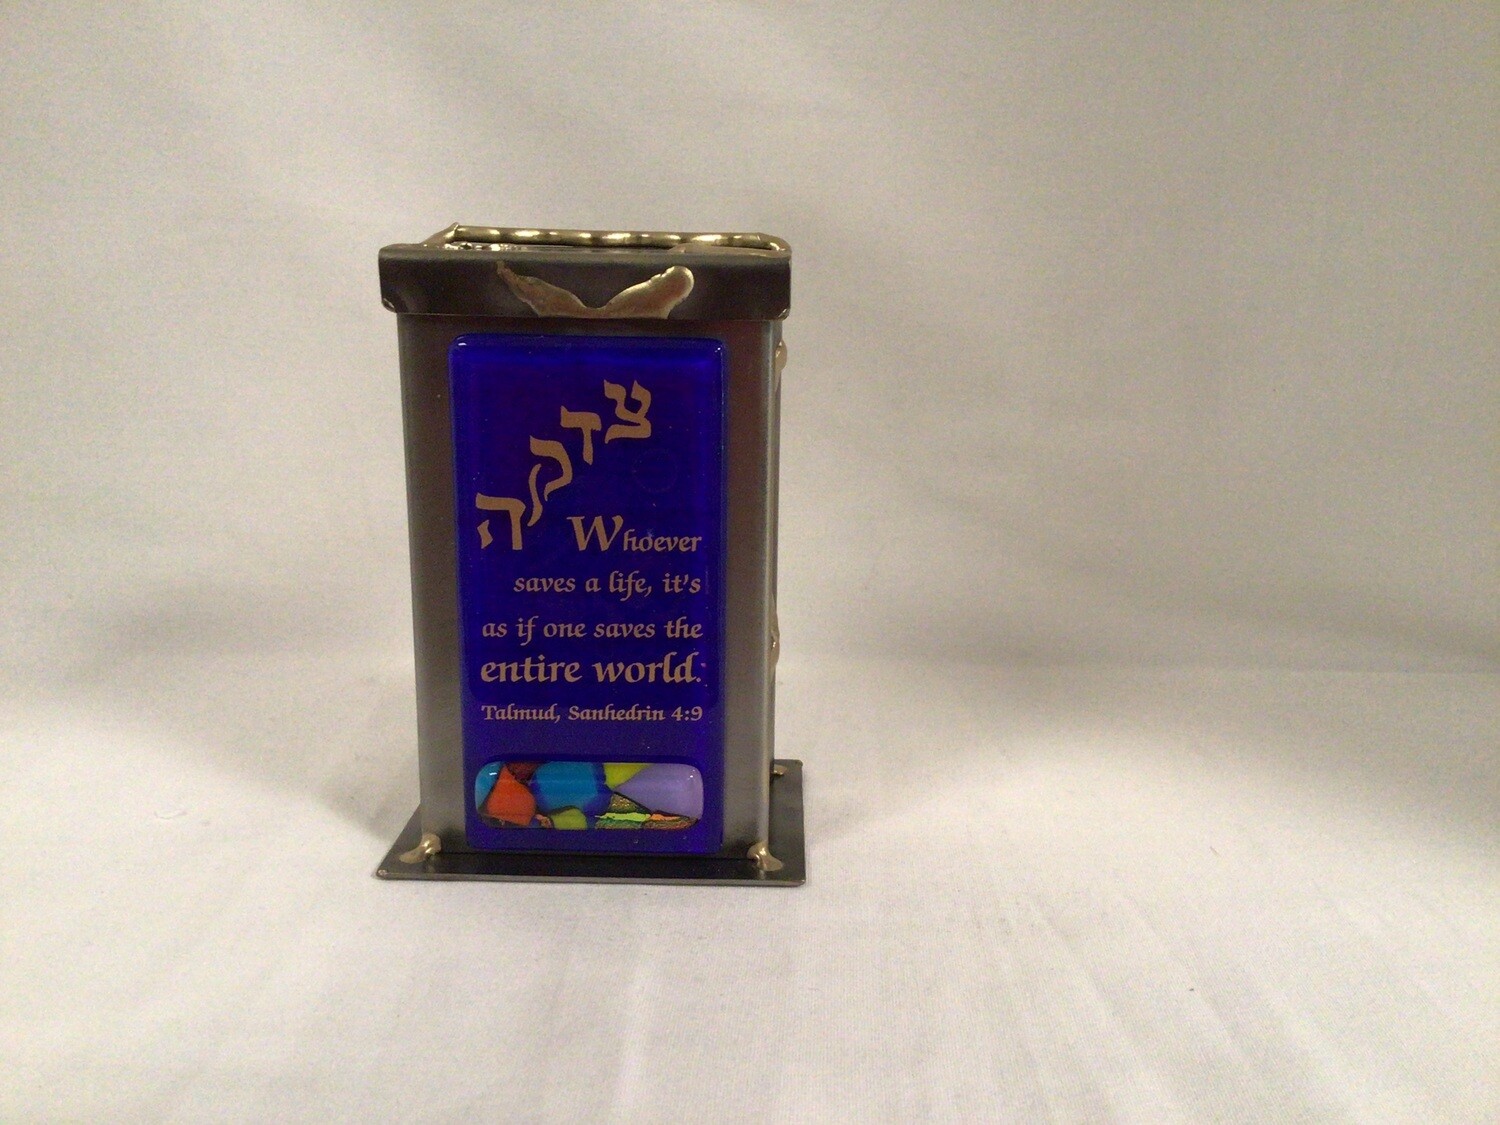 צדקה
Whoever
saves a life, it's
as if one saves the
entire world.
Talmud, Sanhedrin 4:9